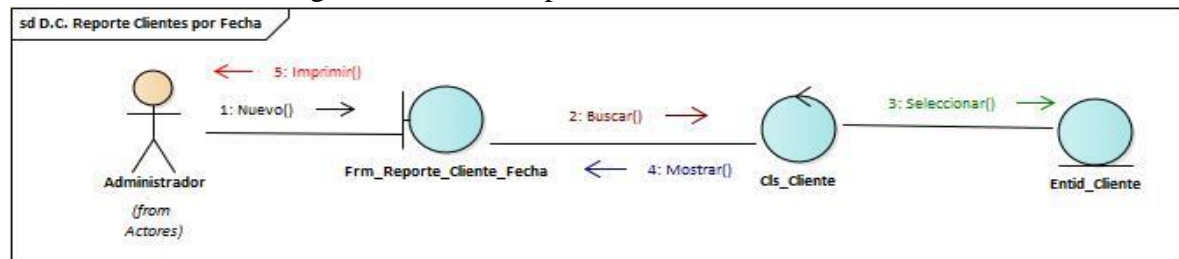 sd D.C. Reporte Clientes por Fecha
5: Imprimir()
1: Nuevo()
2: Buscar()
3: Seleccionar()
4: Mostrar()
Administrador
(from
Actores)
Frm_Reporte_Cliente_Fecha
Cls_Cliente
Entid_Cliente